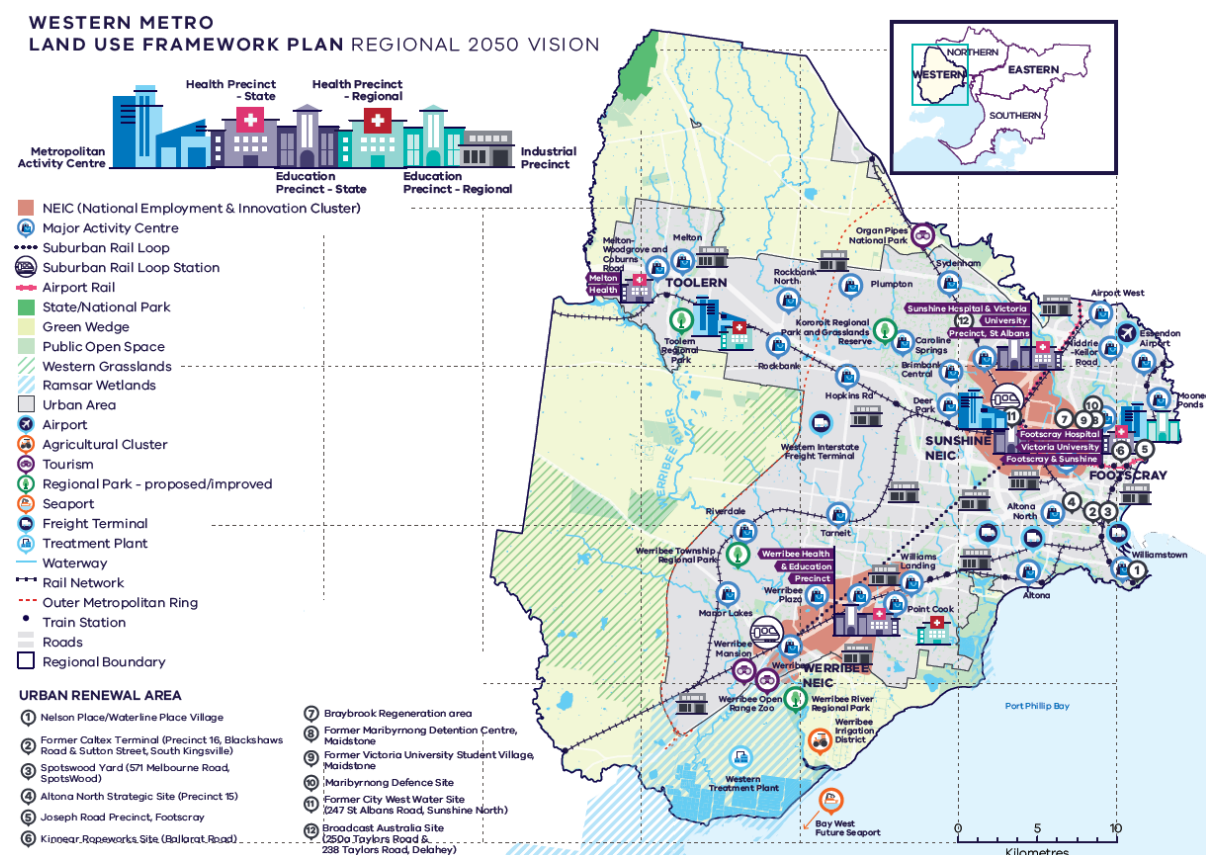 WESTERN METRO
LAND USE FRAMEWORK PLAN REGIONAL 2050 VISION
Health Precinct
- State
Health Precinct
- Regional
Metropolitan
Activity Centre
Education
Precinct - State
Education
Precinct - Regional
Industrial
Precinct
NEIC (National Employment & Innovation Cluster)
Major Activity Centre
Suburban Rail Loop
Suburban Rail Loop Station
Airport Rail
State/National Park
Green Wedge
Public Open Space
Western Grasslands
Ramsar Wetlands
Urban Area
Airport
Agricultural Cluster
Tourism
Regional Park - proposed/improved
Seaport
Freight Terminal
Treatment Plant
Waterway
Rail Network
Outer Metropolitan Ring
Train Station
Roads
Regional Boundary
URBAN RENEWAL AREA
1 Nelson Place/Waterline Place Village
2 Former Caltex Terminal (Precinct 16, Blackshaws
Road & Sutton Street, South Kingsville)
3 Spotswood Yard (571 Melbourne Road,
SpotsWood)
4 Altona North Strategic Site (Precinct 15)
5 Joseph Road Precinct, Footscray
6 Kinnear Ropeworks Site (Ballarat Road)
7 Braybrook Regeneration area
8 Former Maribyrnong Detention Centre,
Maidstone
9 Former Victoria University Student Village,
Maidstone
10 Maribyrnong Defence Site
11 Former City West Water Site
(247 St Albans Road, Sunshine North)
12 Broadcast Australia Site
(250a Taylors Road &
238 Taylors Road, Delahey)
NORTHERN
WESTERN
EASTERN
SOUTHERN
Organ Pipes
National Park
Melton-
Woodgrove and
Coburns
Road
Melton
Melton
Health
TOOLERN
Toolern
Regional
Park
Rockbank
North
Plumpton
Sydenham
Kororoit Regional
Park and Grasslands
Reserve
Caroline
Springs
Sunshine Hospital & Victoria
University
Precinct, St Albans
12
Airport West
Essendon
Airport
Niddrie
-Keilor
Road
Moonee
Ponds
Rockbank
Hopkins Rd
Brimbank
Central
Deer
Park
11
7
9
8
10
Western Interstate
Freight Terminal
SUNSHINE
NEIC
Footscray Hospital
Victoria University
Footscray & Sunshine
6
5
FOOTSCRAY
WERRIBEE RIVER
Riverdale
Tarneit
Altona
North
4
2
3
Williamstown
1
Werribee Township
Regional Park
Werribee Health
& Education
Precinct
Williams
Landing
Werribee
Plaza
Point Cook
Altona
Manor Lakes
Werribee
Mansion
Werribee
WERRIBEE
NEIC
Werribee Open
Range Zoo
Werribee River
Regional Park
Port Phillip Bay
Werribee
Irrigation
District
Western
Treatment Plant
Bay West
Future Seaport
0 5 10
Kilometres